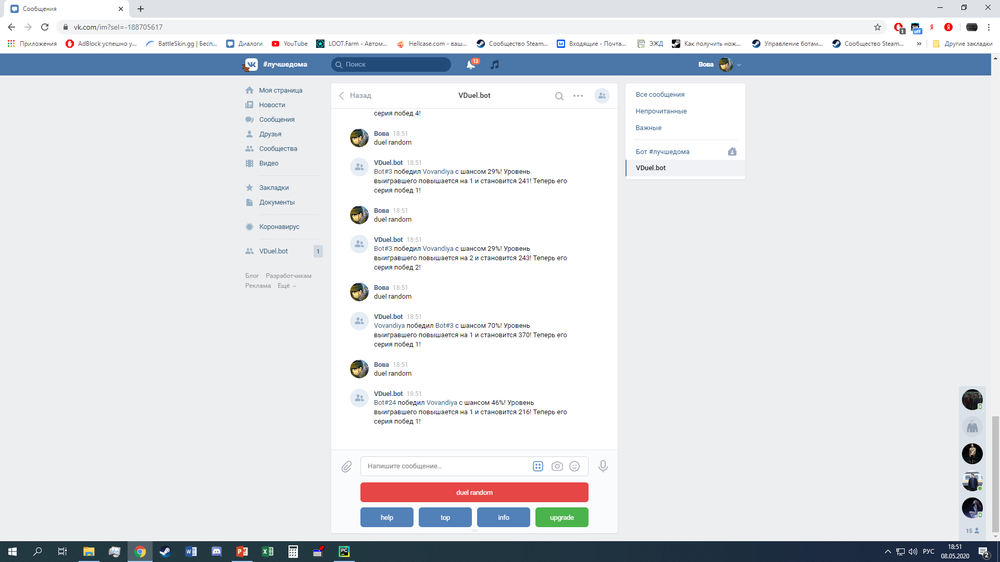 Сообщения
vk.com/im?sel=-188705617
1
off
Приложения
AdBlock успешно у...
BattleSkin.gg | Бесп...
Диалоги
YouTube
LOOT.Farm - Автом...
Hellcase.com - ваш...
Сообщество Steam...
Входящие - Почта...
ЭЖД
Как получить нож...
Управление ботам...
Сообщество Steam...
»
Другие закладки
#лучшедома
Поиск
13
Вова
Моя страница
Новости
Сообщения
Друзья
Сообщества
Видео
Закладки
Документы
Коронавирус
VDuel.bot
1
Блог Разработчикам
Реклама Ещё
Назад
VDuel.bot
серия побед 4!
Вова 18:51
duel random
VDuel.bot 18:51
Bot#3 победил Vovandiya с шансом 29%! Уровень
выигравшего повышается на 1 и становится 241! Теперь его
серия побед 1!
Вова 18:51
duel random
VDuel.bot 18:51
Bot#3 победил Vovandiya с шансом 29%! Уровень
выигравшего повышается на 2 и становится 243! Теперь его
серия побед 2!
Вова 18:51
duel random
VDuel.bot 18:51
Vovandiya победил Bot#3 с шансом 70%! Уровень
выигравшего повышается на 1 и становится 370! Теперь его
серия побед 1!
Вова 18:51
duel random
VDuel.bot 18:51
Bot#24 победил Vovandiya с шансом 46%! Уровень
выигравшего повышается на 1 и становится 216! Теперь его
серия побед 1!
Напишите сообщение...
duel random
help
top
info
upgrade
Все сообщения
Непрочитанные
Важные
Бот #лучшедома
VDuel.bot
15
РУС
18:51
08.05.2020
2